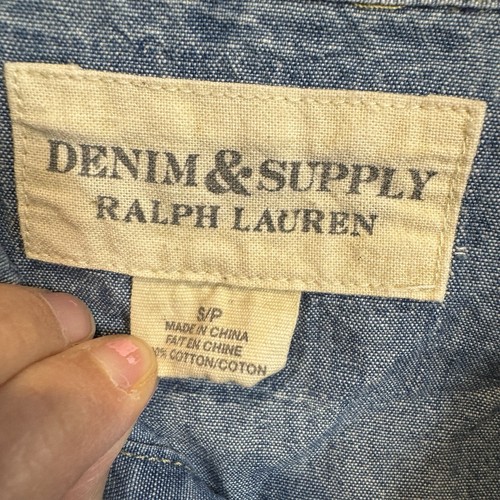 DENIM & SUPPLY
RALPH LAUREN
S/P
MADE IN CHINA
FAIT EN CHINE
COTTON/COTON